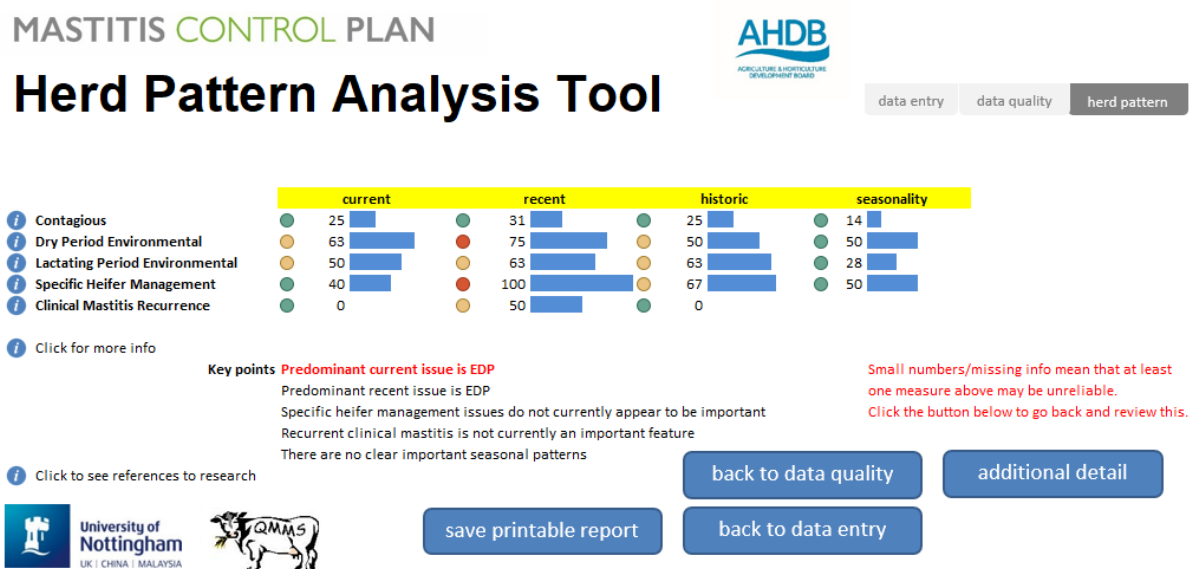 MASTITIS CONTROL PLAN
AHDB
AGRICULTURE & HORTICULTURE
DEVELOPMENT BOARD
Herd Pattern Analysis Tool
data entry data quality herd pattern
current recent historic seasonality
i Contagious 25 31 25 14
i Dry Period Environmental 63 75 50 50
i Lactating Period Environmental 50 63 63 28
i Specific Heifer Management 40 100 67 50
i Clinical Mastitis Recurrence 0 50 0
i Click for more info
Key points Predominant current issue is EDP
Predominant recent issue is EDP
Specific heifer management issues do not currently appear to be important
Recurrent clinical mastitis is not currently an important feature
There are no clear important seasonal patterns
Small numbers/missing info mean that at least
one measure above may be unreliable.
Click the button below to go back and review this.
i Click to see references to research
back to data quality additional detail
save printable report back to data entry
University of
Nottingham
UK | CHINA | MALAYSIA
QMMS